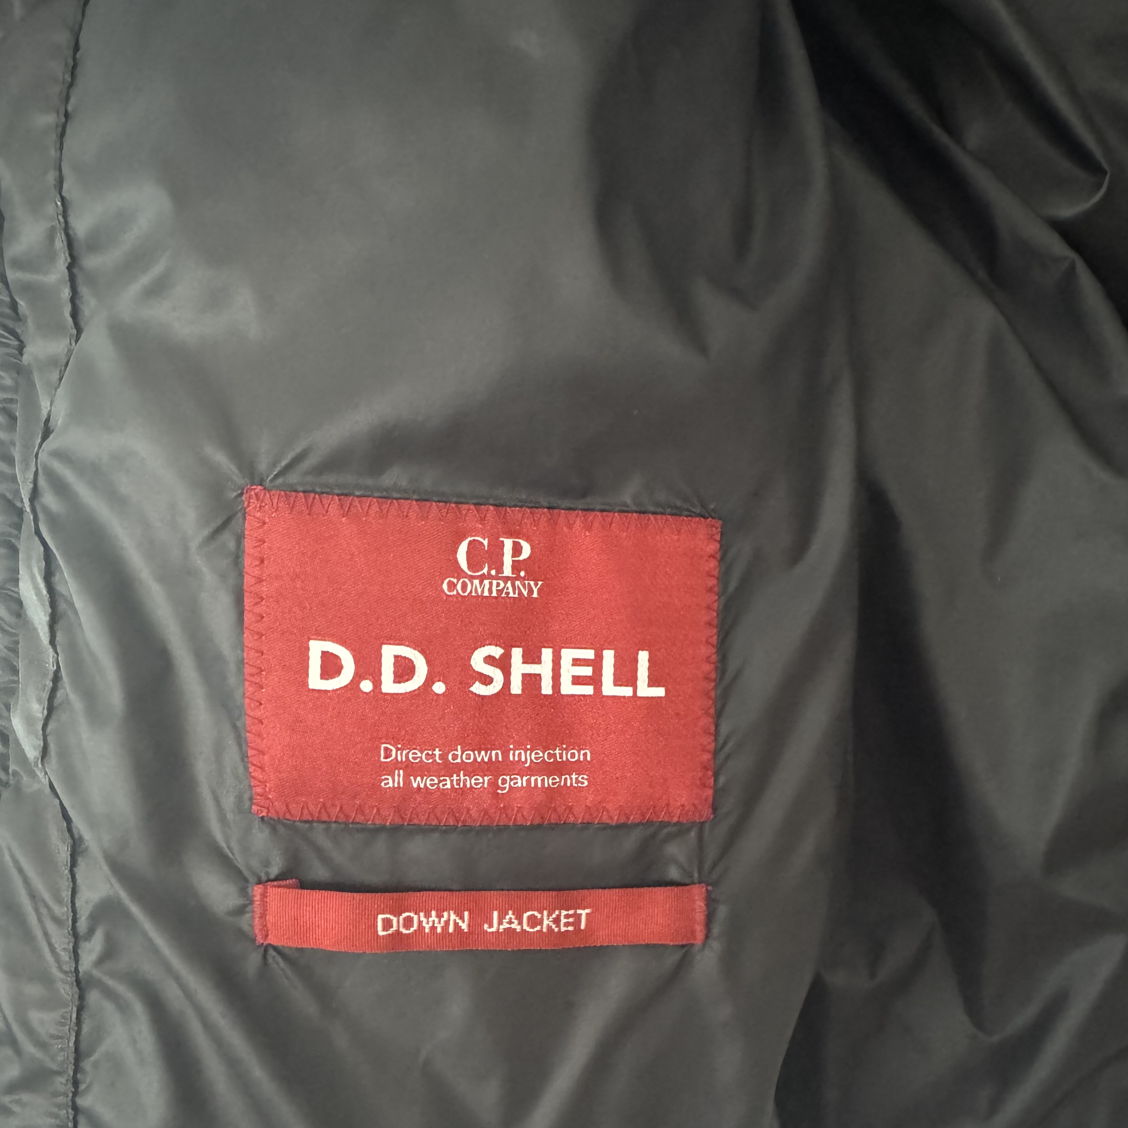 C.P.
COMPANY
D.D. SHELL
Direct down injection
all weather garments
DOWN JACKET